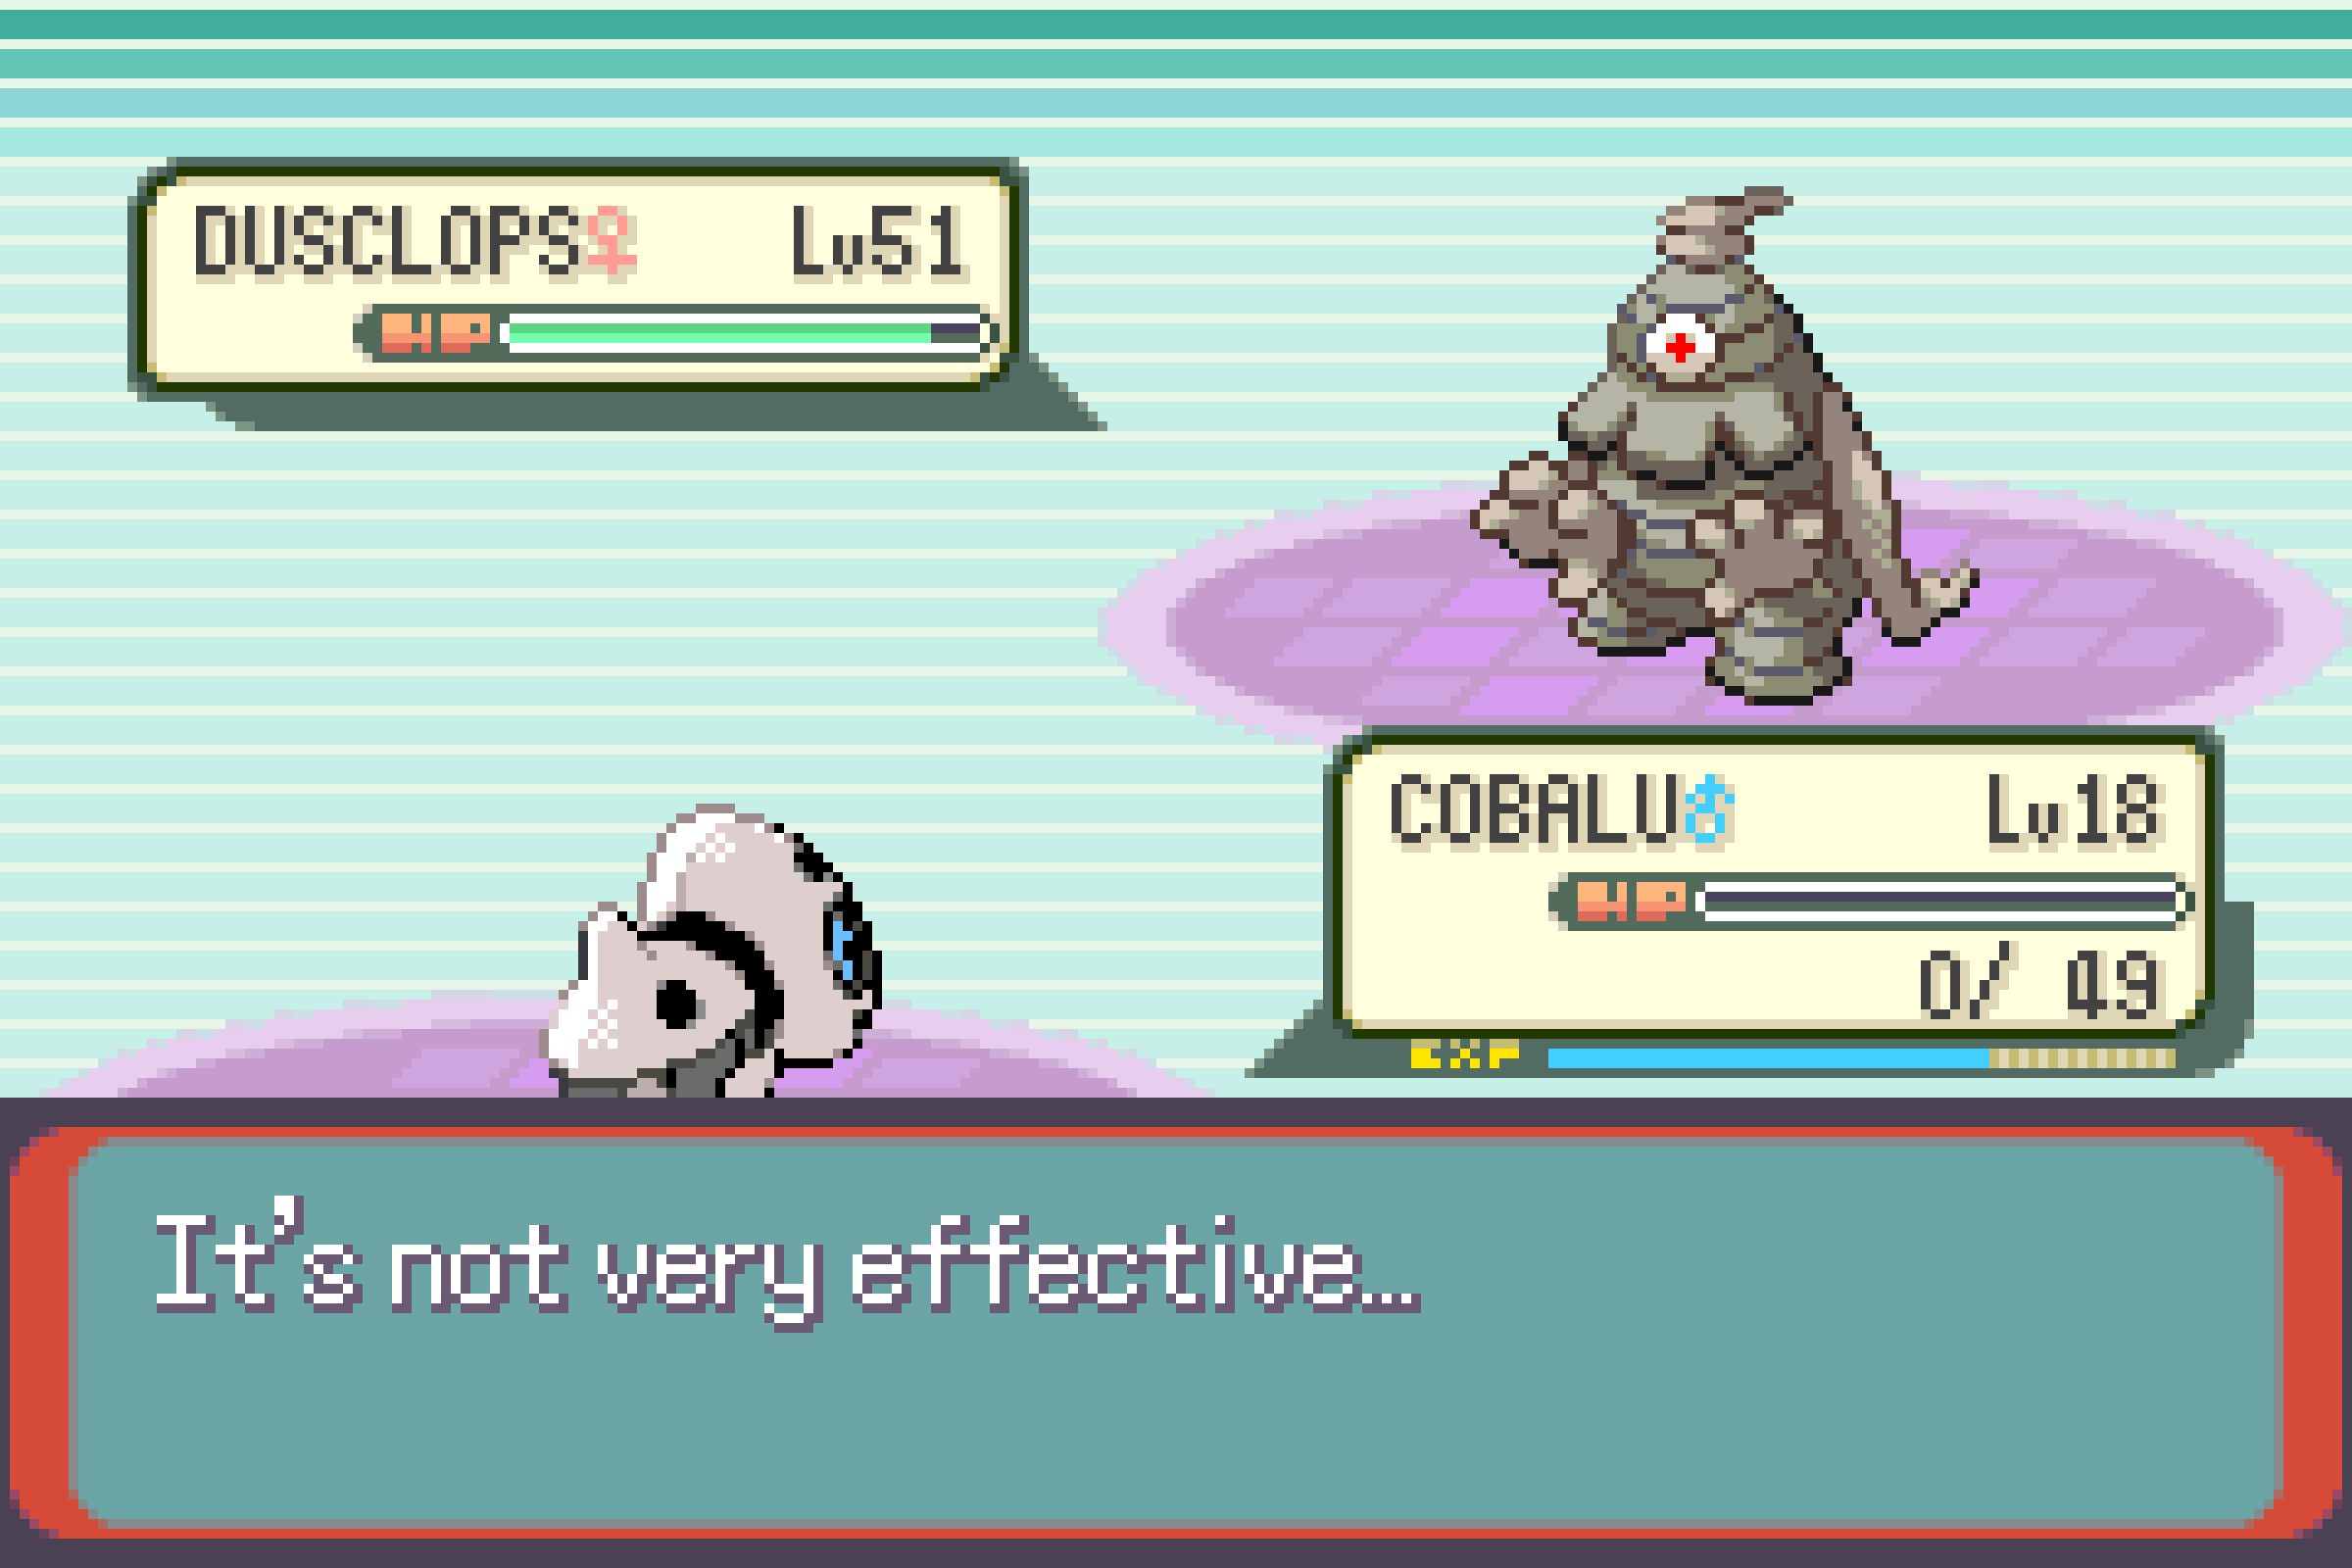 DUSCLOPS♀ Lv51
HP
COBALU♂ Lv18
HP
0/ 49
EXP
It's not very effective…